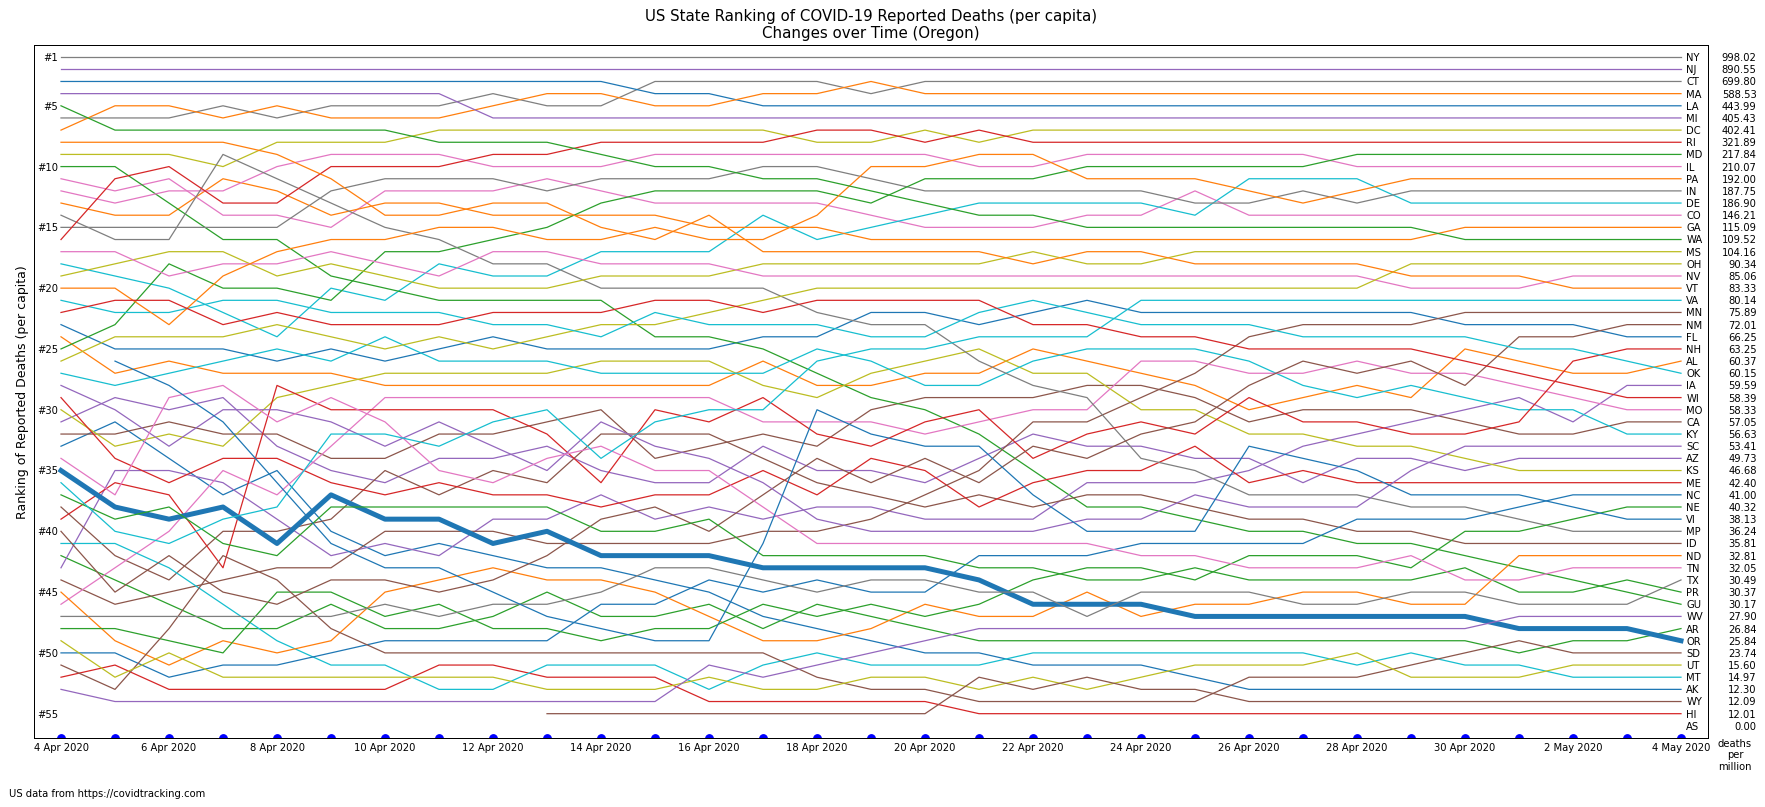 US State Ranking of COVID-19 Reported Deaths (per capita)
Changes over Time (Oregon)
Ranking of Reported Deaths (per capita)
#1
#5
#10
#15
#20
#25
#30
#35
#40
#45
#50
#55
NY 998.02
NJ 890.55
CT 699.80
MA 588.53
LA 443.99
MI 405.43
DC 402.41
RI 321.89
MD 217.84
IL 210.07
PA 192.00
IN 187.75
DE 186.90
CO 146.21
GA 115.09
WA 109.52
MS 104.16
OH 90.34
NV 85.06
VT 83.33
VA 80.14
MN 75.89
NM 72.01
FL 66.25
NH 63.25
AL 60.37
OK 60.15
IA 59.59
WI 58.39
MO 58.33
CA 57.05
KY 56.63
SC 53.41
AZ 49.73
KS 46.68
ME 42.40
NC 41.00
NE 40.32
VI 38.13
MP 36.24
ID 35.81
ND 32.81
TN 32.05
TX 30.49
PR 30.37
GU 30.17
WV 27.90
AR 26.84
OR 25.84
SD 23.74
UT 15.60
MT 14.97
AK 12.30
WY 12.09
HI 12.01
AS 0.00
4 Apr 2020 6 Apr 2020 8 Apr 2020 10 Apr 2020 12 Apr 2020 14 Apr 2020 16 Apr 2020 18 Apr 2020 20 Apr 2020 22 Apr 2020 24 Apr 2020 26 Apr 2020 28 Apr 2020 30 Apr 2020 2 May 2020 4 May 2020
deaths
per
million
US data from https://covidtracking.com